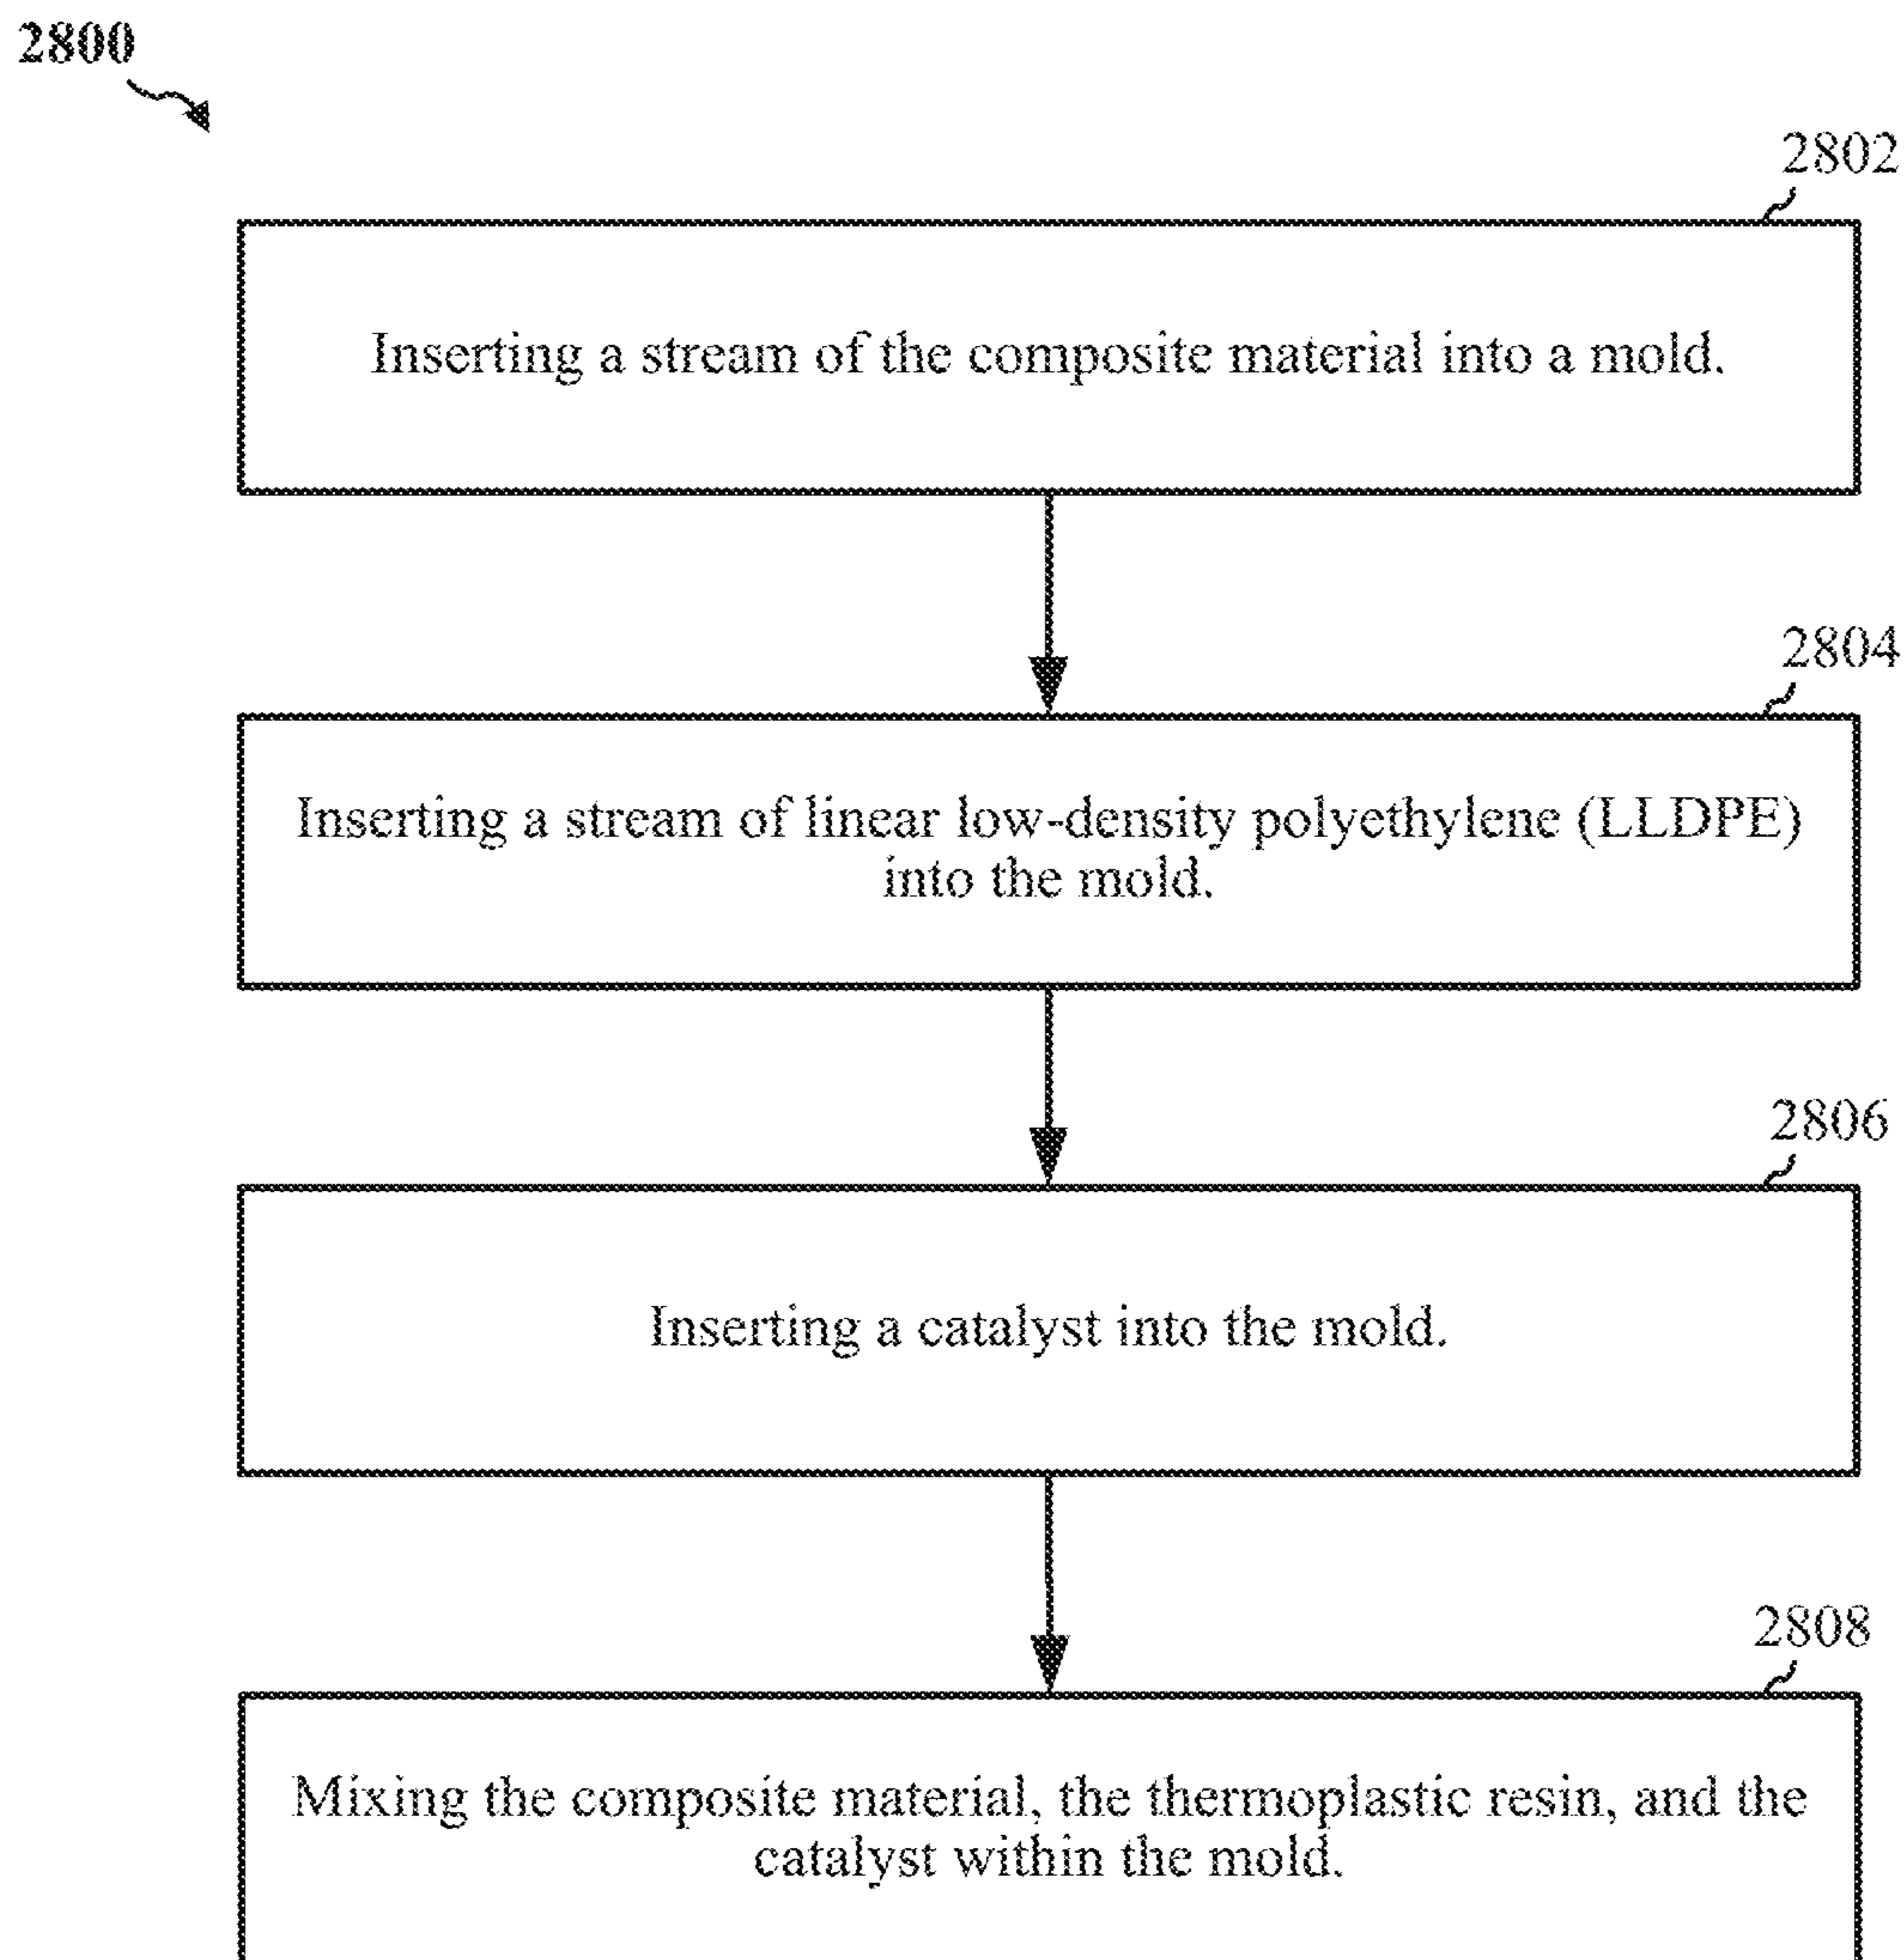 2800
2802
Inserting a stream of the composite material into a mold.
2804
Inserting a stream of linear low-density polyethylene (LLDPE)
into the mold.
2806
Inserting a catalyst into the mold.
2808
Mixing the composite material, the thermoplastic resin, and the
catalyst within the mold.